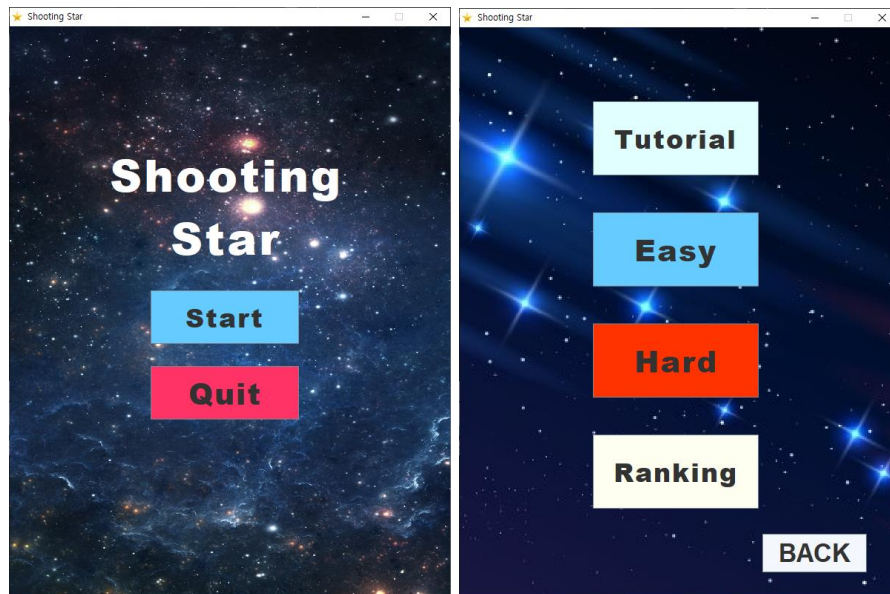 Shooting Star
Shooting
Star
Start
Quit
Shooting Star
Tutorial
Easy
Hard
Ranking
BACK